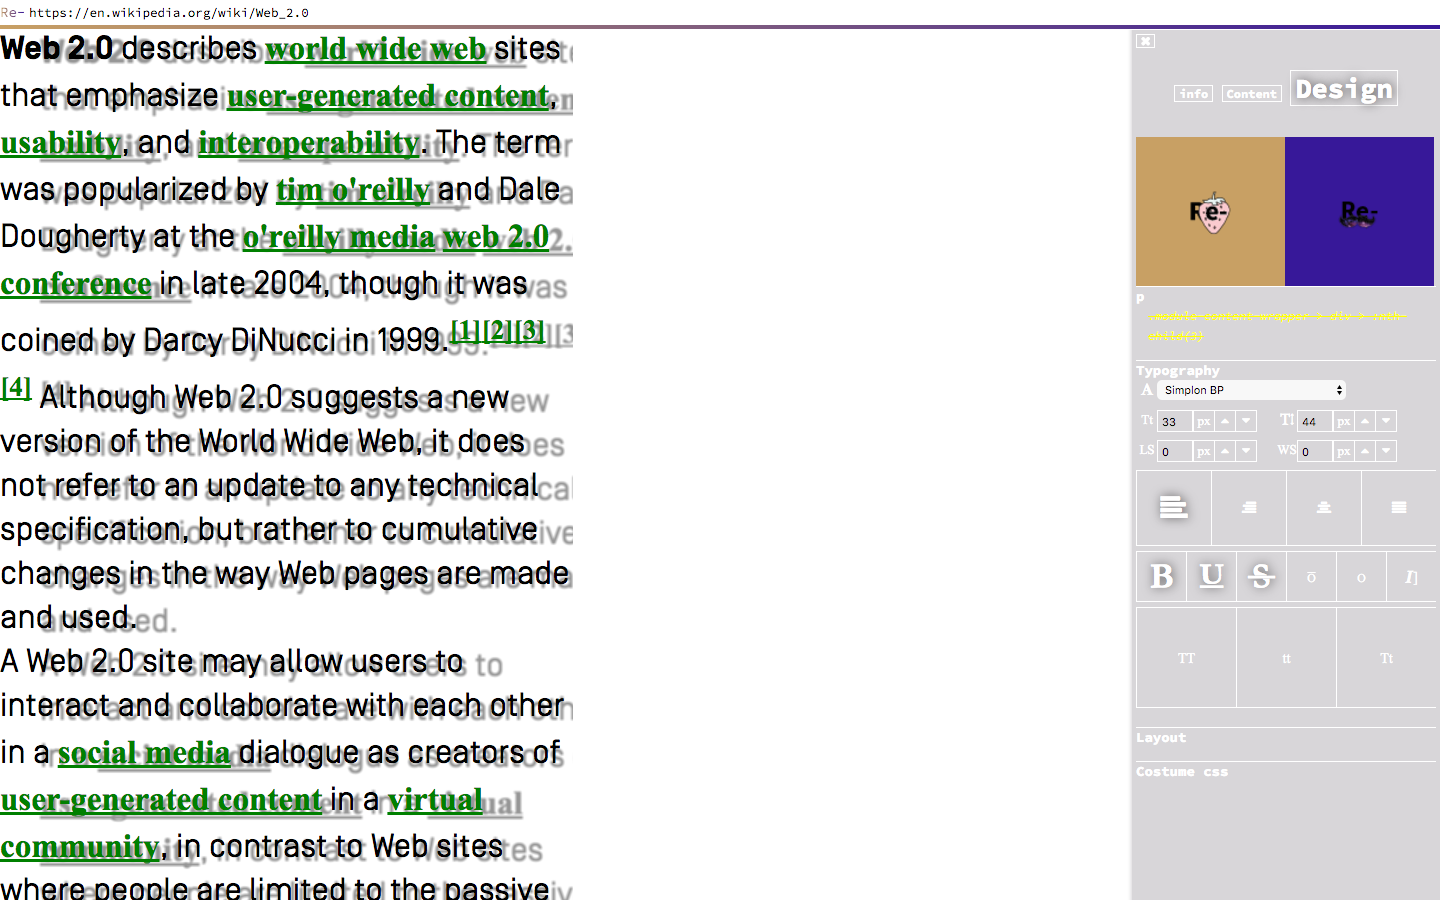 Re- https://en.wikipedia.org/wiki/Web_2.0
Web 2.0 describes world wide web sites
that emphasize user-generated content,
usability, and interoperability. The term
was popularized by tim o'reilly and Dale
Dougherty at the o'reilly media web 2.0
conference in late 2004, though it was
coined by Darcy DiNucci in 1999.[1][2][3]
[4] Although Web 2.0 suggests a new
version of the World Wide Web, it does
not refer to an update to any technical
specification, but rather to cumulative
changes in the way Web pages are made
and used.
A Web 2.0 site may allow users to
interact and collaborate with each other
in a social media dialogue as creators of
user-generated content in a virtual
community, in contrast to Web sites
where people are limited to the passive
info Content Design
Re- Re-
p
.module-content-wrapper > div > :nth-
child(3)
Typography
A Simplon BP
Tt 33 px T 44 px
LS 0 px WS 0 px
B U S o o I
TT tt Tt
Layout
Costume css